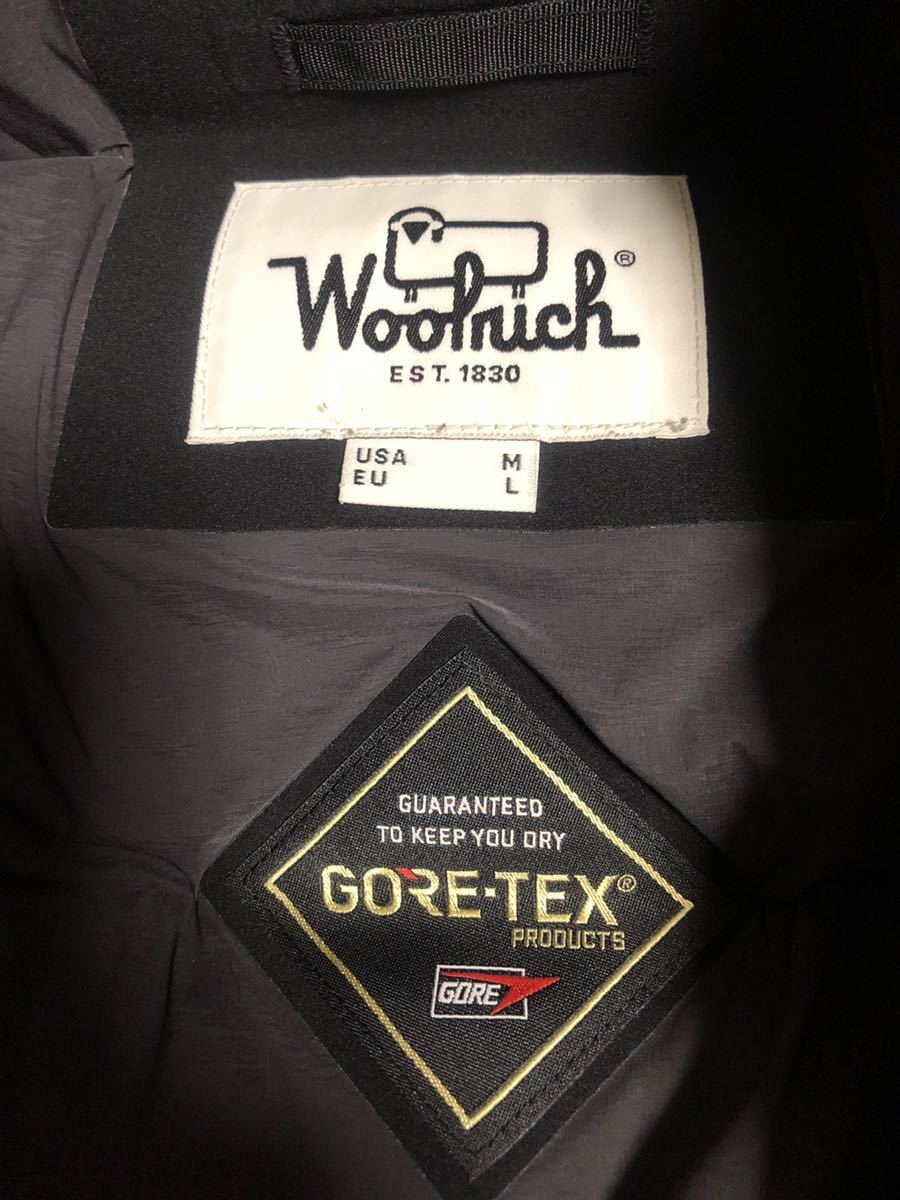 Woolrich®
EST. 1830
USA M
EU L
GUARANTEED
TO KEEP YOU DRY
GORE-TEX®
PRODUCTS
GORE